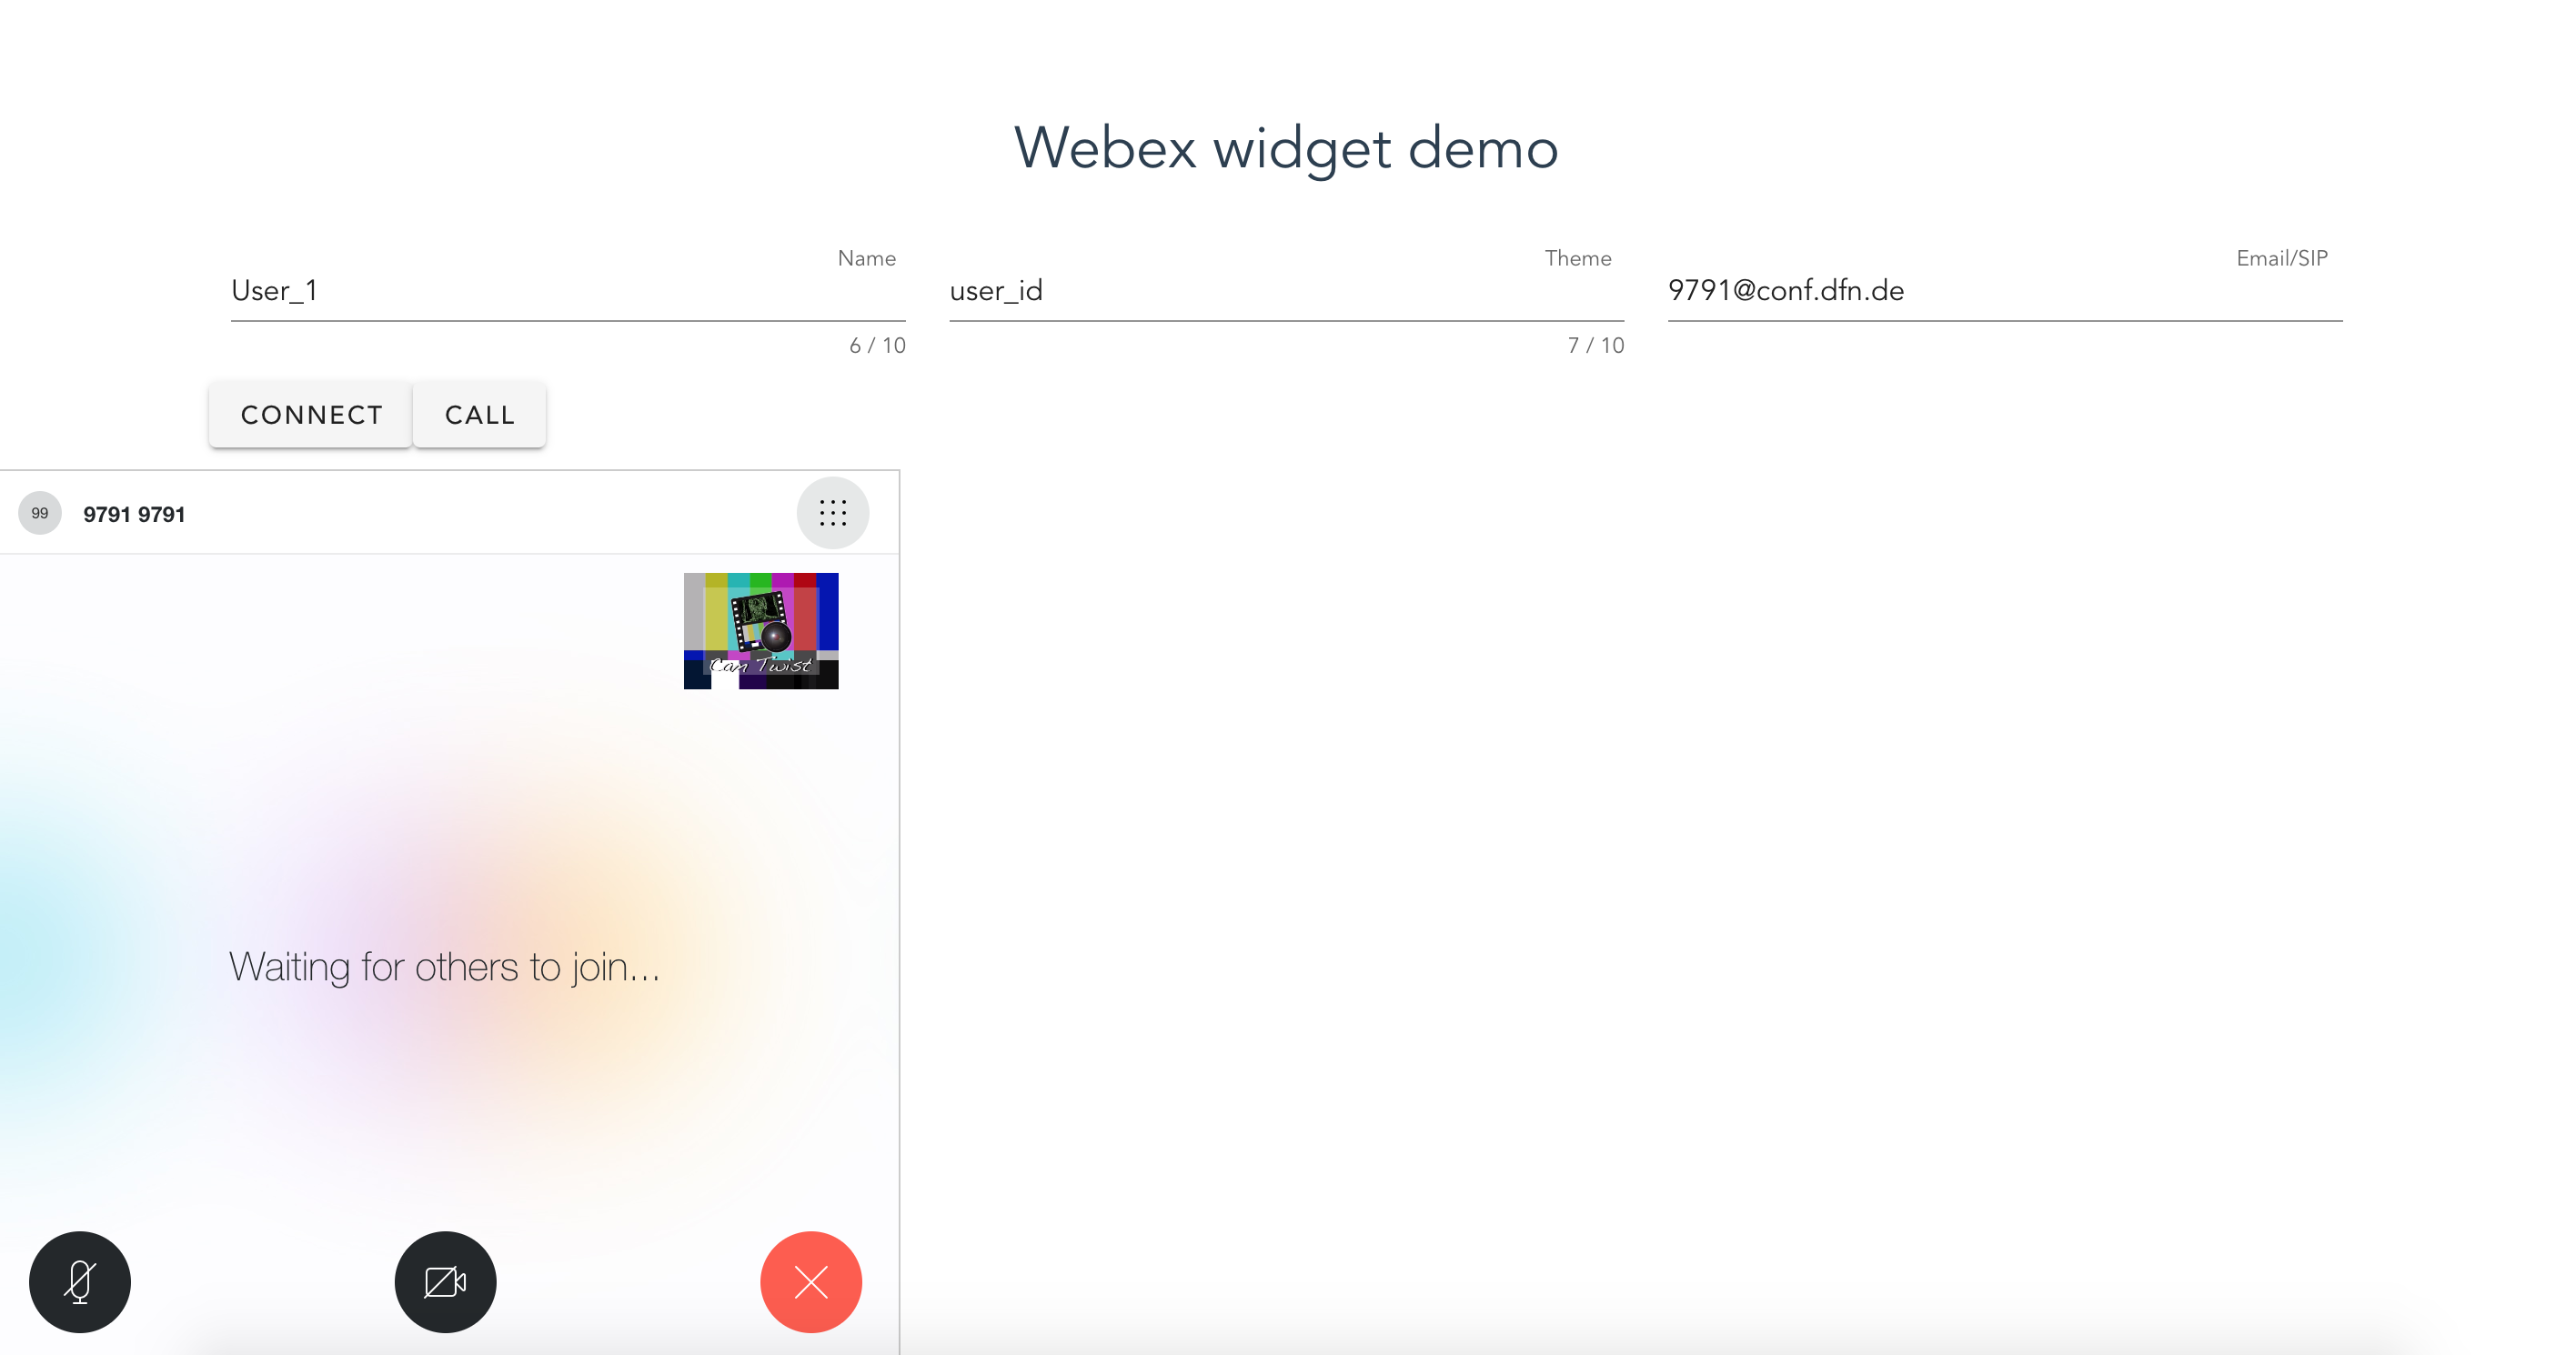 Webex widget demo
Name
User_1
6 / 10
Theme
user_id
7 / 10
Email/SIP
9791@conf.dfn.de
CONNECT
CALL
99
9791 9791
Cam Twist
Waiting for others to join...